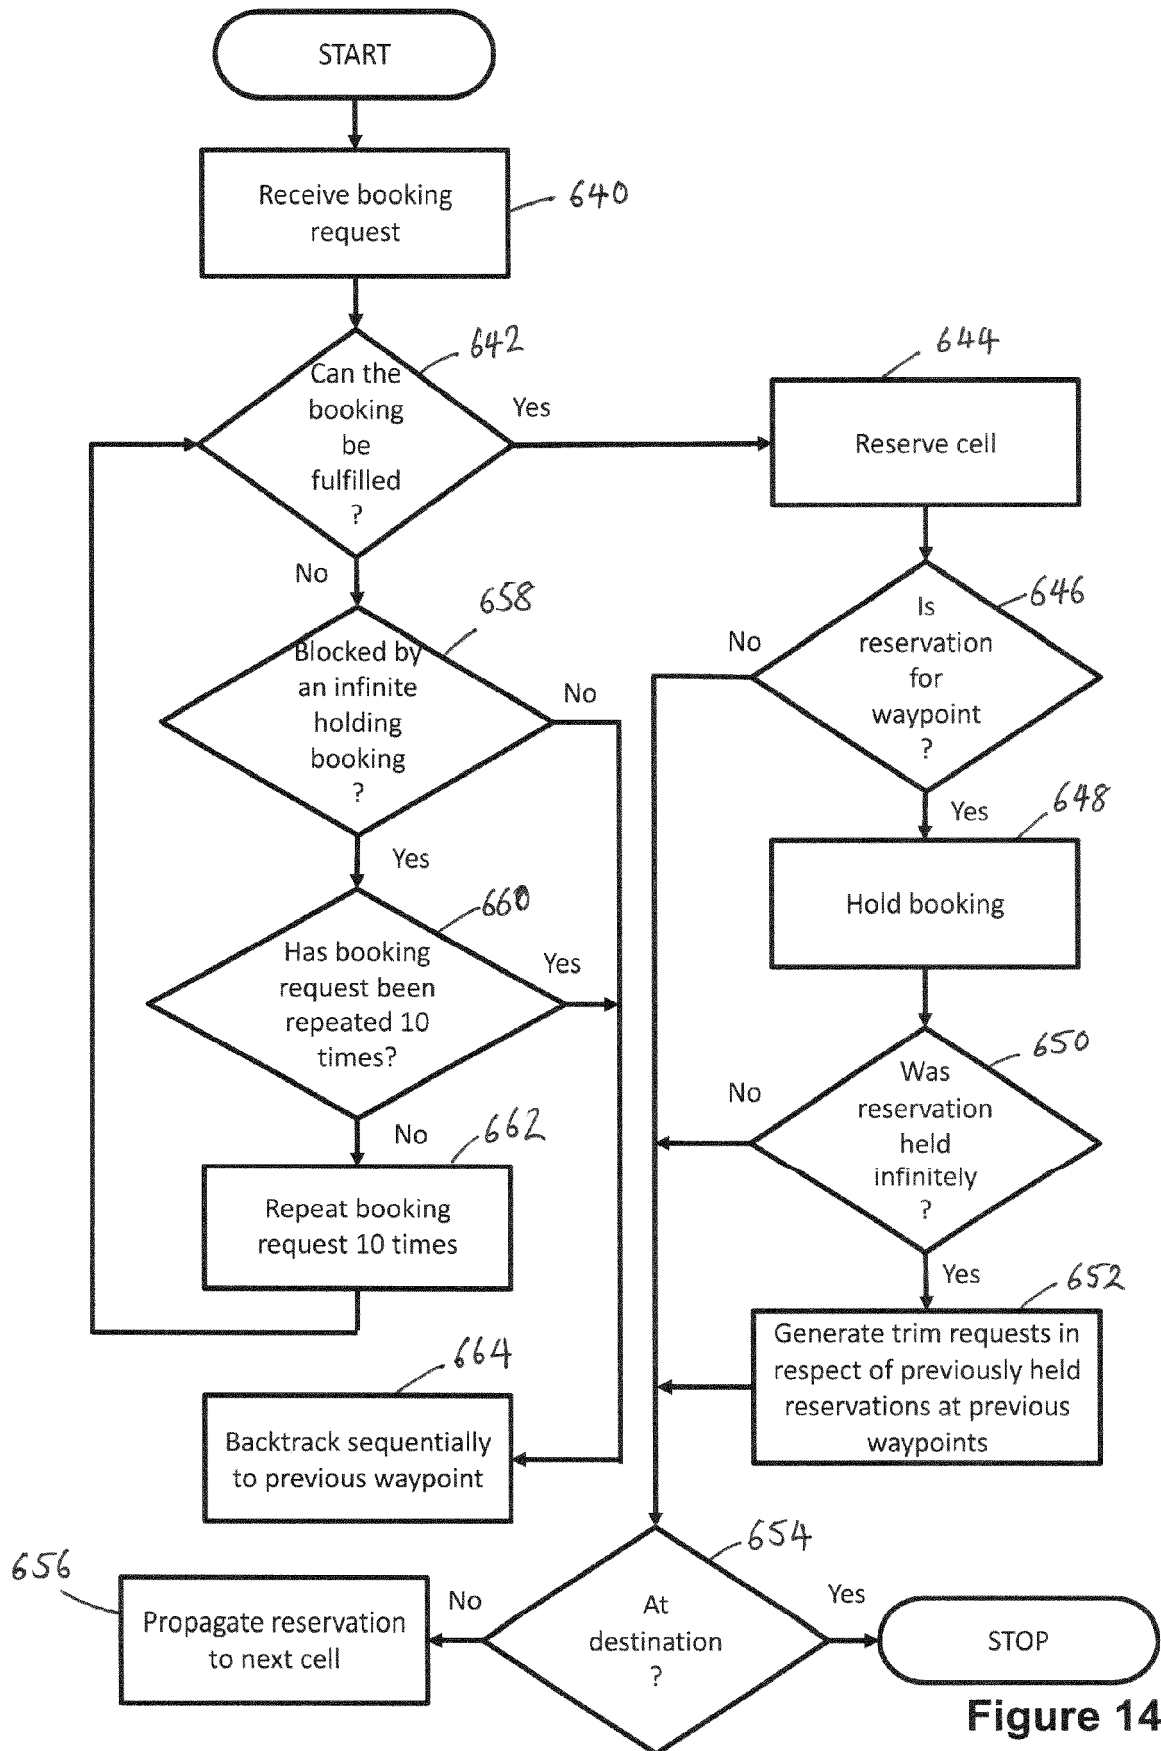 START
Receive booking
request
640
642
Can the
booking
be
fulfilled
?
Yes
644
Reserve cell
No
658
Blocked by
an infinite
holding
booking
?
No
646
Is
reservation
for
waypoint
?
No
Yes
648
Hold booking
Yes
660
Has booking
request been
repeated 10
times?
Yes
650
Was
reservation
held
infinitely
?
No
No
662
Repeat booking
request 10 times
Yes
652
Generate trim requests in
respect of previously held
reservations at previous
waypoints
664
Backtrack sequentially
to previous waypoint
654
At
destination
?
No
Yes
656
Propagate reservation
to next cell
STOP
Figure 14